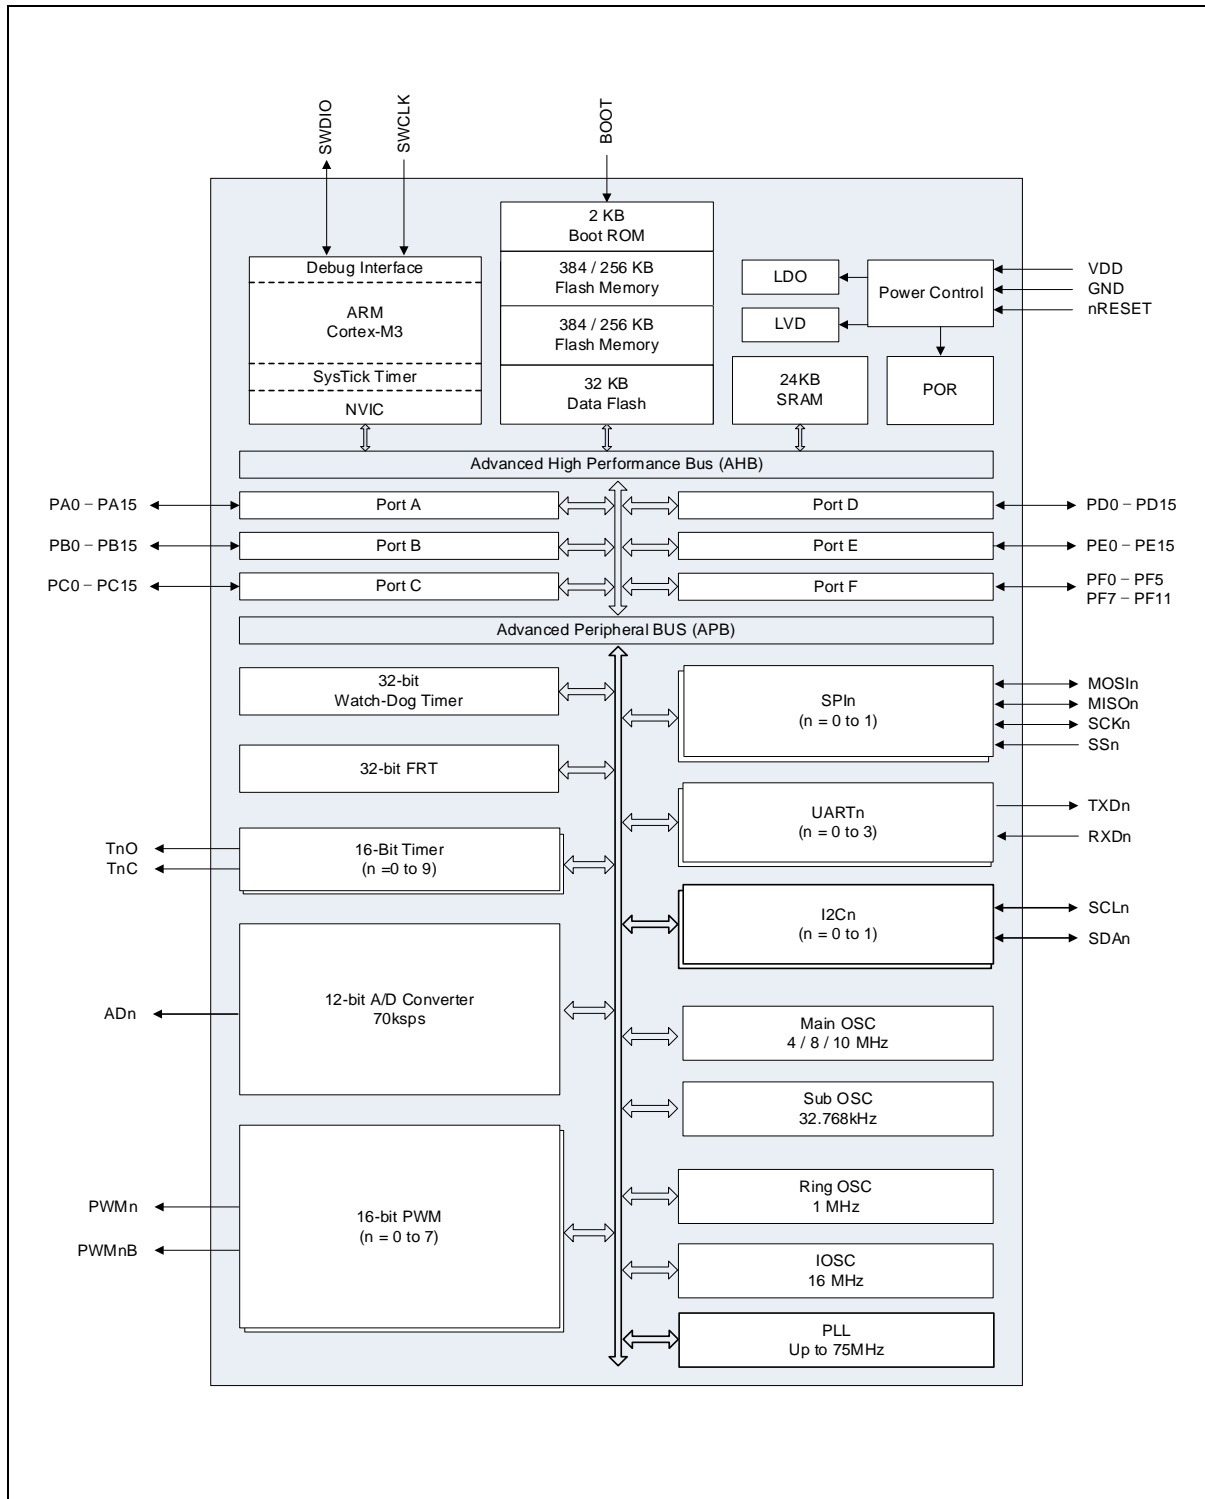 SWDIO
SWCLK
BOOT
2 KB
Boot ROM
384 / 256 KB
Flash Memory
384 / 256 KB
Flash Memory
32 KB
Data Flash
Debug Interface
ARM
Cortex-M3
SysTick Timer
NVIC
LDO
LVD
Power Control
VDD
GND
nRESET
24KB
SRAM
POR
Advanced High Performance Bus (AHB)
PA0 – PA15
Port A
Port D
PD0 – PD15
PB0 – PB15
Port B
Port E
PE0 – PE15
PC0 – PC15
Port C
Port F
PF0 – PF5
PF7 – PF11
Advanced Peripheral BUS (APB)
32-bit
Watch-Dog Timer
SPIn
(n = 0 to 1)
MOSIn
MISOn
SCKn
SSn
32-bit FRT
UARTn
(n = 0 to 3)
TXDn
RXDn
TnO
TnC
16-Bit Timer
(n =0 to 9)
I2Cn
(n = 0 to 1)
SCLn
SDAn
ADn
12-bit A/D Converter
70ksps
Main OSC
4 / 8 / 10 MHz
Sub OSC
32.768kHz
PWMn
PWMnB
16-bit PWM
(n = 0 to 7)
Ring OSC
1 MHz
IOSC
16 MHz
PLL
Up to 75MHz